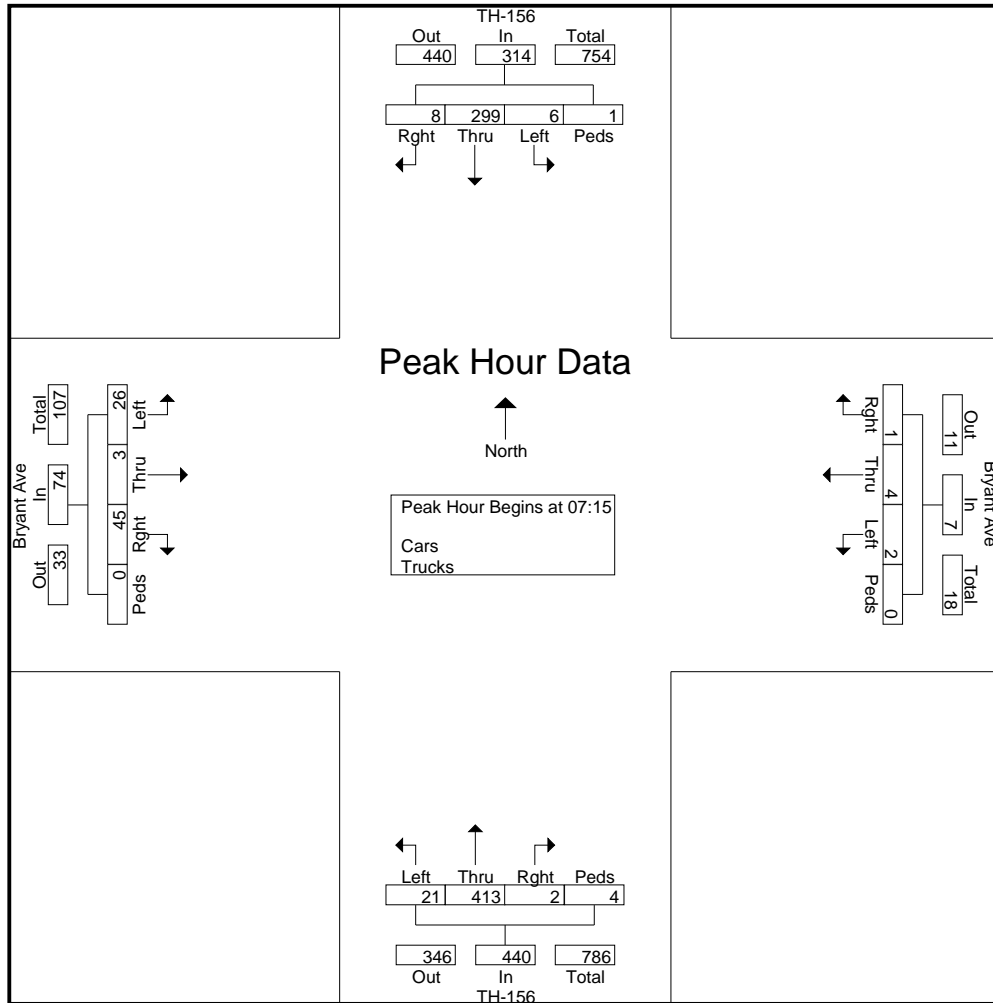 TH-156
Out In Total
440 314 754
8 299 6 1
Rght Thru Left Peds
Peak Hour Data
North
Peak Hour Begins at 07:15
Cars
Trucks
Bryant Ave
Total In Out
107 74 33
26 3 45 0
Left Thru Rght Peds
Bryant Ave
Out In Total
11 7 18
Rght Thru Left Peds
1 4 2 0
Left Thru Rght Peds
21 413 2 4
346 440 786
Out In Total
TH-156